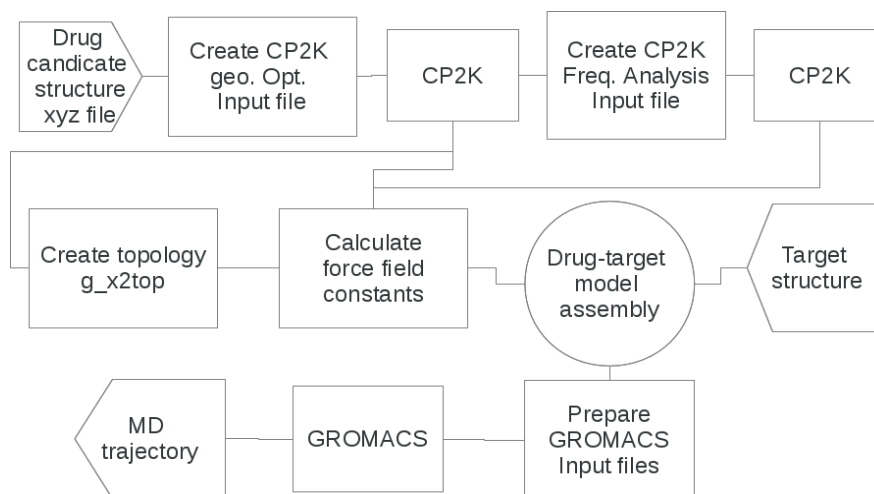 Drug
candicate
structure
xyz file
Create CP2K
geo. Opt.
Input file
CP2K
Create CP2K
Freq. Analysis
Input file
CP2K
Create topology
g_x2top
Calculate
force field
constants
Drug-target
model
assembly
Target
structure
MD
trajectory
GROMACS
Prepare
GROMACS
Input files